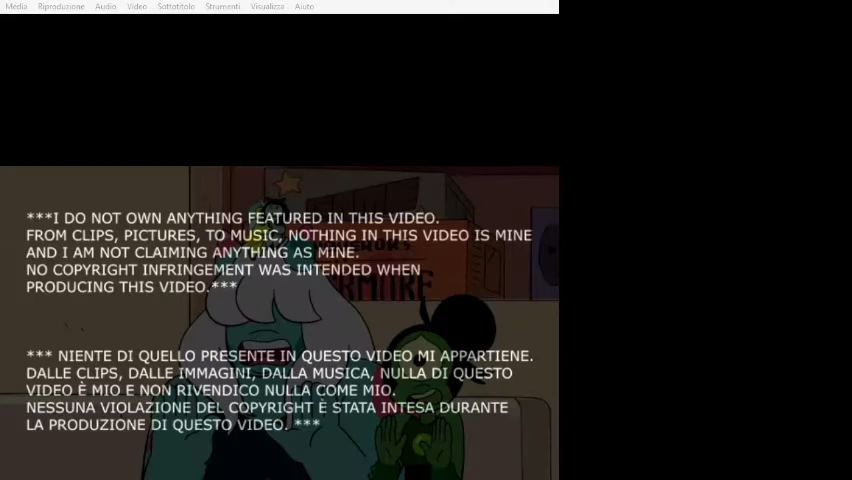 Media Riproduzione Audio Video Sottotitolo Strumenti Visualizza Aiuto
***I DO NOT OWN ANYTHING FEATURED IN THIS VIDEO.
FROM CLIPS, PICTURES, TO MUSIC, NOTHING IN THIS VIDEO IS MINE
AND I AM NOT CLAIMING ANYTHING AS MINE.
NO COPYRIGHT INFRINGEMENT WAS INTENDED WHEN
PRODUCING THIS VIDEO.***
*** NIENTE DI QUELLO PRESENTE IN QUESTO VIDEO MI APPARTIENE.
DALLE CLIPS, DALLE IMMAGINI, DALLA MUSICA, NULLA DI QUESTO
VIDEO È MIO E NON RIVENDICO NULLA COME MIO.
NESSUNA VIOLAZIONE DEL COPYRIGHT È STATA INTESA DURANTE
LA PRODUZIONE DI QUESTO VIDEO. ***